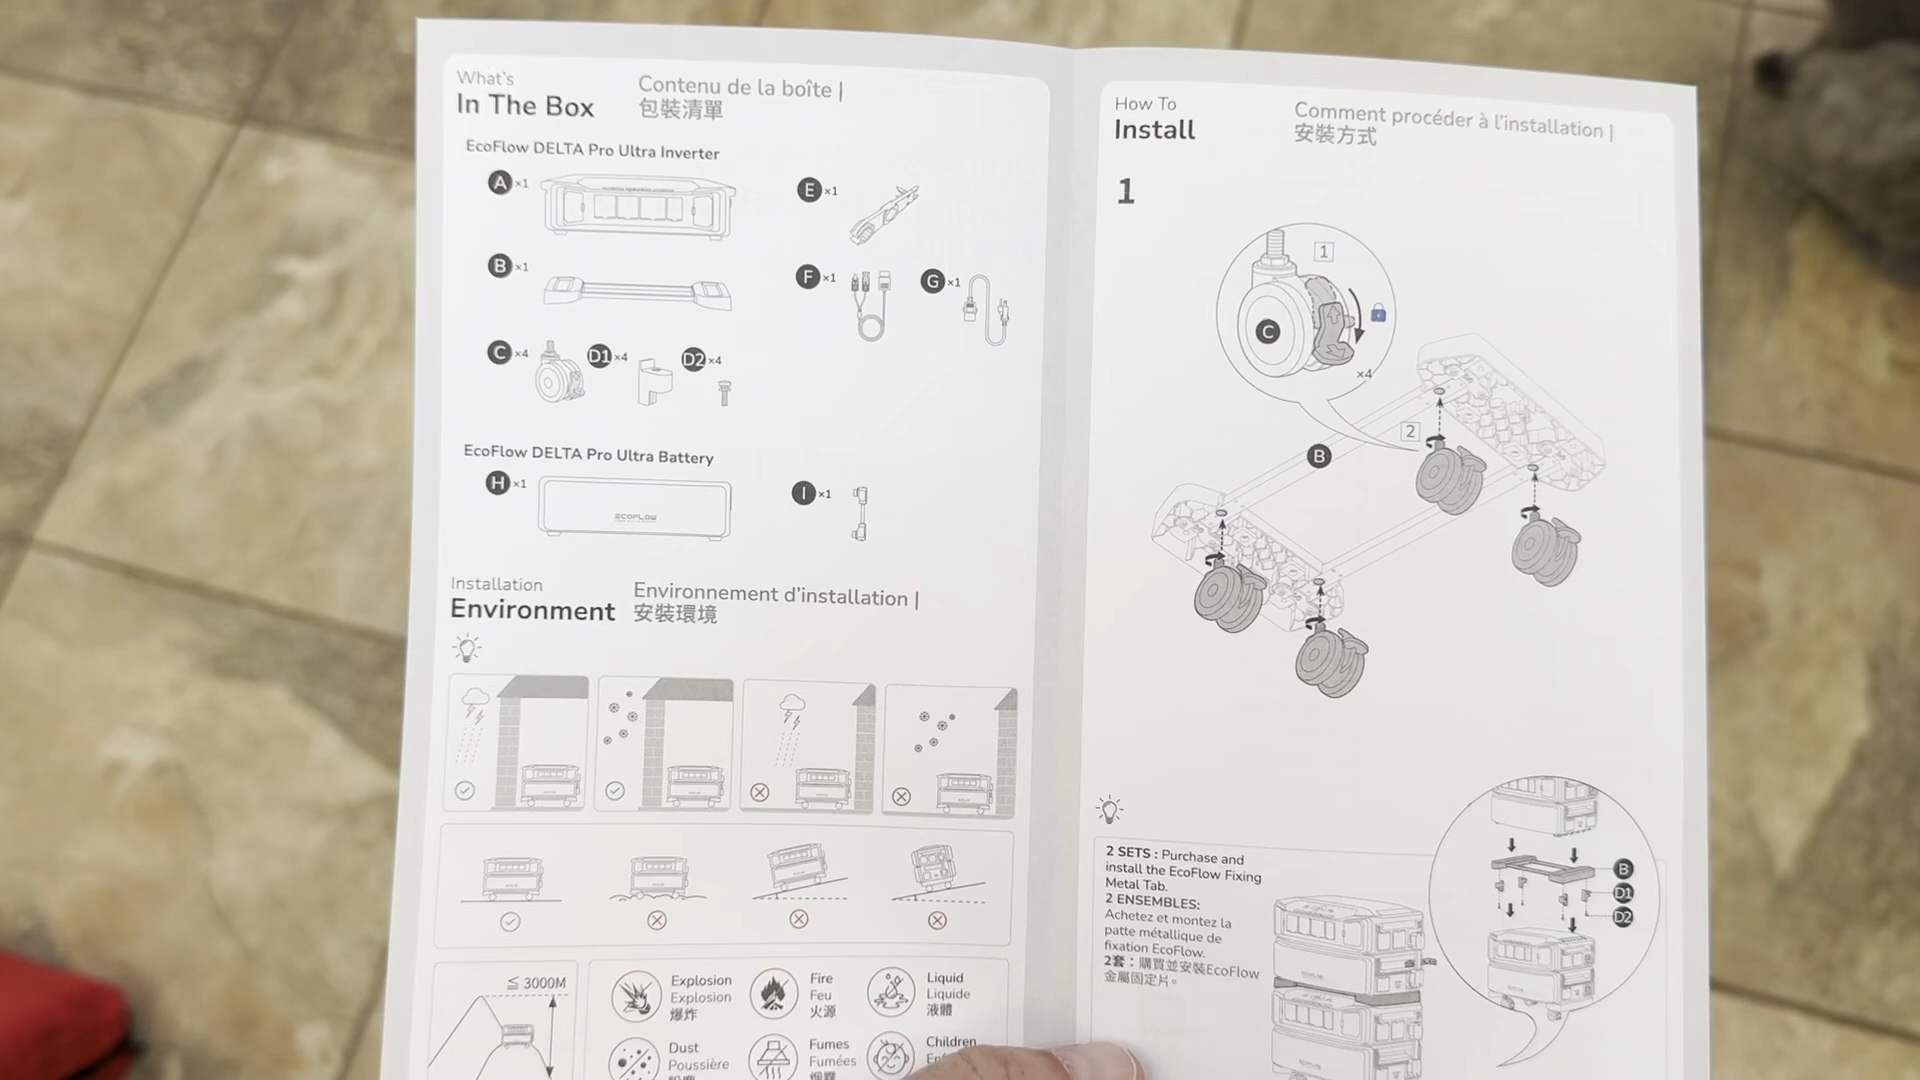 What's
In The Box
Contenu de la boîte |
包裝清單
EcoFlow DELTA Pro Ultra Inverter
A ×1
E ×1
B ×1
F ×1
G ×1
C ×4
D1 ×4
D2 ×4
EcoFlow DELTA Pro Ultra Battery
H ×1
ECOFLOW
I ×1
Installation
Environment
Environnement d'installation |
安裝環境
≤ 3000M
Explosion
Explosion
爆炸
Fire
Feu
火源
Liquid
Liquide
液體
Dust
Poussière
Fumes
Fumées
Children
How To
Install
Comment procéder à l'installation |
安裝方式
1
1
C
×4
2
B
2 SETS : Purchase and
install the EcoFlow Fixing
Metal Tab.
2 ENSEMBLES:
Achetez et montez la
patte métallique de
fixation EcoFlow.
2套：購買並安裝EcoFlow
金屬固定片。
B
D1
D2